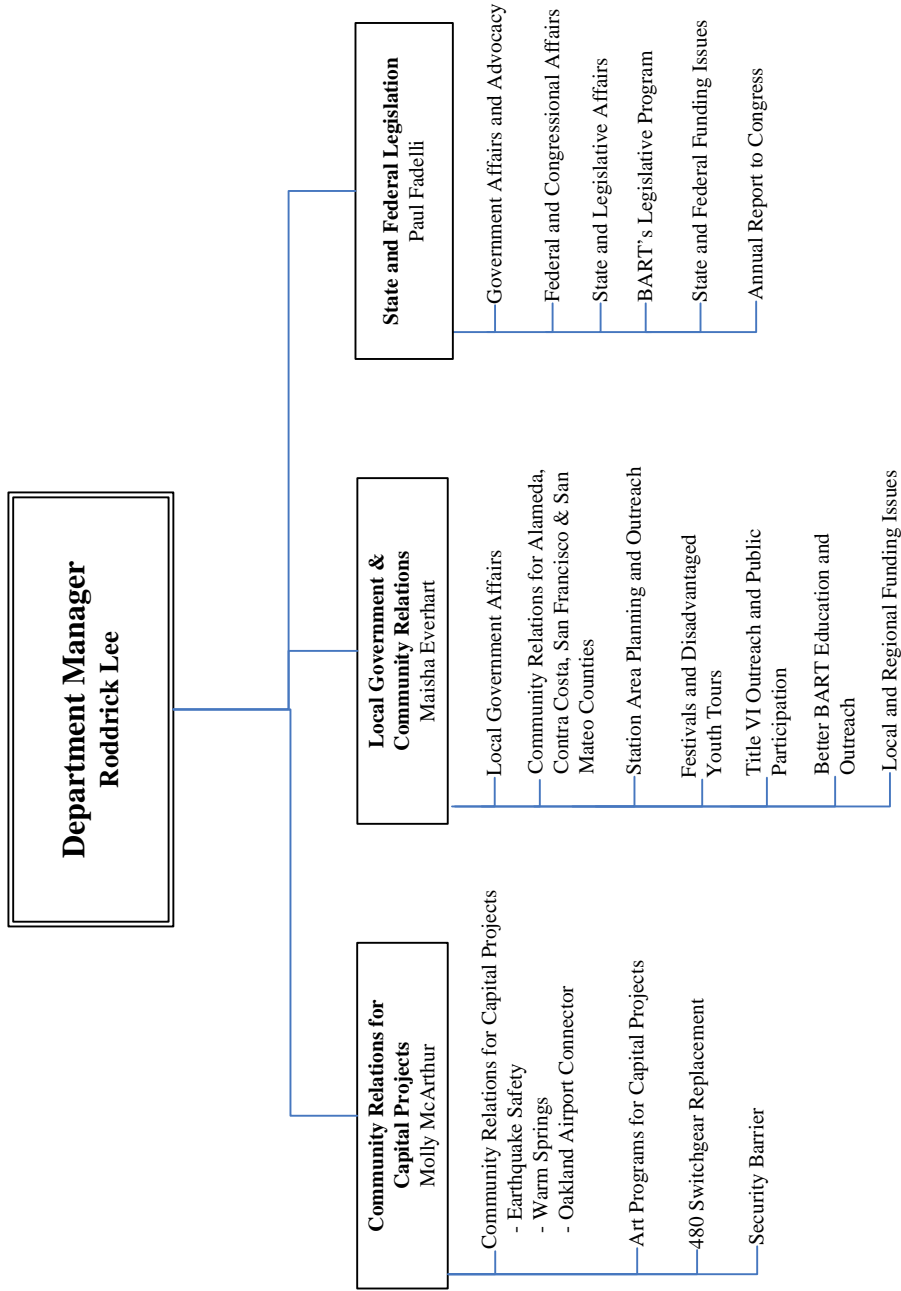 Department Manager
Roddrick Lee
Community Relations for
Capital Projects
Molly McArthur
Community Relations for Capital Projects
- Earthquake Safety
- Warm Springs
- Oakland Airport Connector
Art Programs for Capital Projects
480 Switchgear Replacement
Security Barrier
Local Government &
Community Relations
Maisha Everhart
Local Government Affairs
Community Relations for Alameda,
Contra Costa, San Francisco & San
Mateo Counties
Station Area Planning and Outreach
Festivals and Disadvantaged
Youth Tours
Title VI Outreach and Public
Participation
Better BART Education and
Outreach
Local and Regional Funding Issues
State and Federal Legislation
Paul Fadelli
Government Affairs and Advocacy
Federal and Congressional Affairs
State and Legislative Affairs
BART’s Legislative Program
State and Federal Funding Issues
Annual Report to Congress